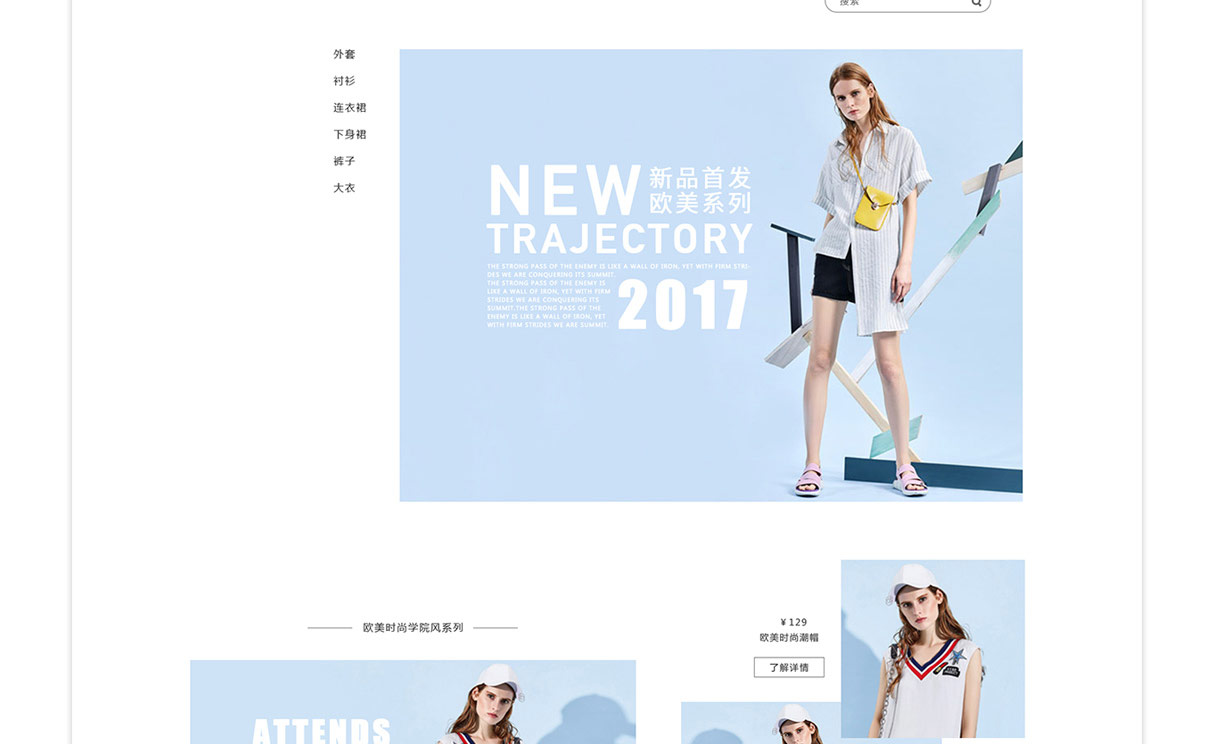 搜索
外套
衬衫
连衣裙
下身裙
裤子
大衣
NEW
新品首发
欧美系列
TRAJECTORY
THE STRONG PASS OF THE ENEMY IS LIKE A WALL OF IRON, YET WITH FIRM STRI-
DES WE ARE CONQUERING ITS SUMMIT.
THE STRONG PASS OF THE ENEMY IS
LIKE A WALL OF IRON, YET WITH FIRM
STRIDES WE ARE CONQUERING ITS
SUMMIT.THE STRONG PASS OF THE
ENEMY IS LIKE A WALL OF IRON, YET
WITH FIRM STRIDES WE ARE SUMMIT.
2017
欧美时尚学院风系列
¥ 129
欧美时尚潮帽
了解详情
ATTENDS